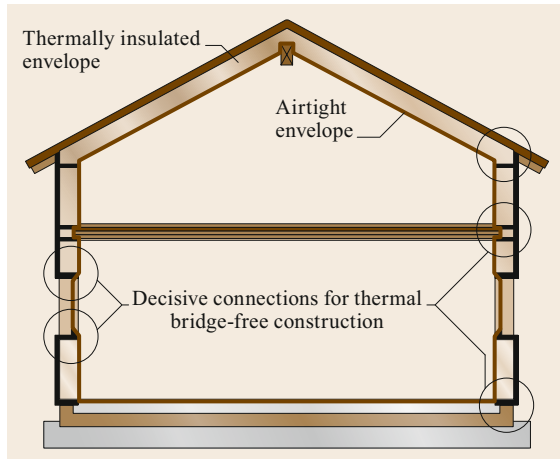 Thermally insulated
envelope
Airtight
envelope
Decisive connections for thermal
bridge-free construction